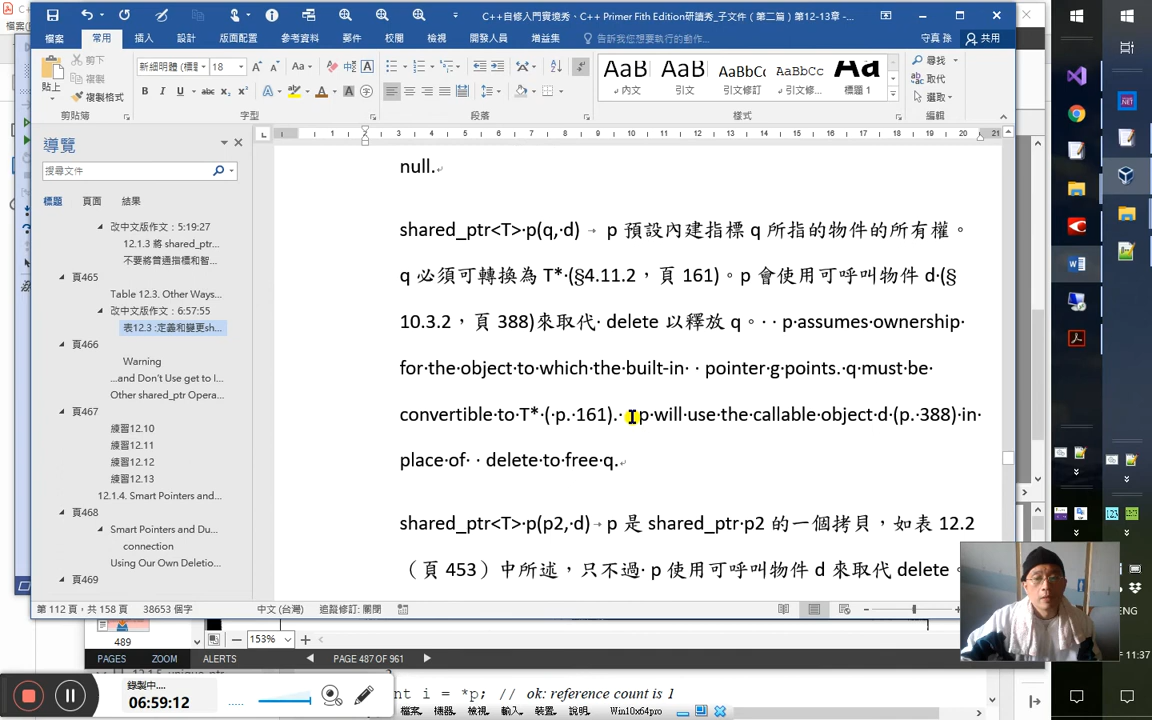 C++自修入門實境秀、C++ Primer Fith Edition研讀秀_子文件（第二篇）第12-13章 -...
檔案 常用 插入 設計 版面配置 參考資料 郵件 校閱 檢視 開發人員 增益集 告訴我您想要執行的動作... 守真 孫 共用
貼上 剪下 複製 複製格式
新細明體 (標題 18
AaB AaB AaBbCc AaBbCc AaB
內文 引文 引文修訂 引文修... 標題 1
尋找 取代 選取
剪貼簿 字型 段落 樣式 編輯
導覽
搜尋文件
標題 頁面 結果
改中文版作文：5:19:27
12.1.3 將 shared_ptr...
不要將普通指標和智...
頁465
Table 12.3. Other Ways...
改中文版作文：6:57:55
表12.3 :定義和變更sh...
頁466
Warning
...and Don't Use get to I...
Other shared_ptr Opera...
頁467
練習12.10
練習12.11
練習12.12
練習12.13
12.1.4. Smart Pointers and...
頁468
Smart Pointers and Du...
connection
Using Our Own Deletio...
頁469
null.
shared_ptr<T> p(q, d) → p 預設內建指標 q 所指的物件的所有權。
q 必須可轉換為 T* (§4.11.2，頁 161)。p 會使用可呼叫物件 d (§
10.3.2，頁 388)來取代 delete 以釋放 q。 p assumes ownership
for the object to which the built-in pointer g points. q must be
convertible to T* ( p. 161). p will use the callable object d (p. 388) in
place of delete to free q.
shared_ptr<T> p(p2, d)→p 是 shared_ptr p2 的一個拷貝，如表 12.2
（頁 453）中所述，只不過 p 使用可呼叫物件 d 來取代 delete。
第 112 頁，共 158 頁 38653 個字 中文 (台灣) 追蹤修訂: 關閉
489 153%
PAGES ZOOM ALERTS PAGE 487 OF 961
錄製中....
06:59:12
int i = *p; // ok: reference count is 1
檔案 機器 檢視 輸入 裝置 說明 Win10x64pro
ENG
11:37